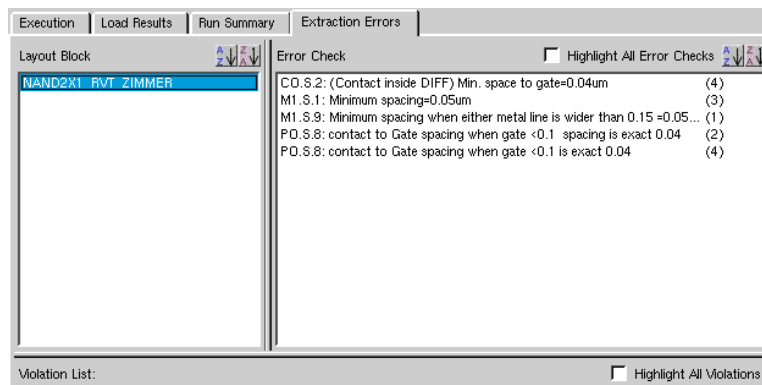 Execution Load Results Run Summary Extraction Errors
Layout Block
NAND2X1_RVT_ZIMMER
Error Check Highlight All Error Checks
CO.S.2: (Contact inside DIFF) Min. space to gate=0.04um (4)
M1.S.1: Minimum spacing=0.05um (3)
M1.S.9: Minimum spacing when either metal line is wider than 0.15 =0.05... (1)
PO.S.8: contact to Gate spacing when gate <0.1 spacing is exact 0.04 (2)
PO.S.8: contact to Gate spacing when gate <0.1 is exact 0.04 (4)
Violation List: Highlight All Violations